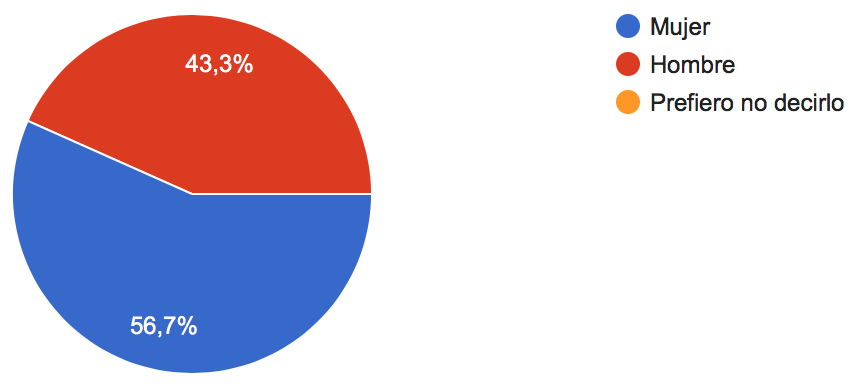 43,3%
56,7%
Mujer
Hombre
Prefiero no decirlo